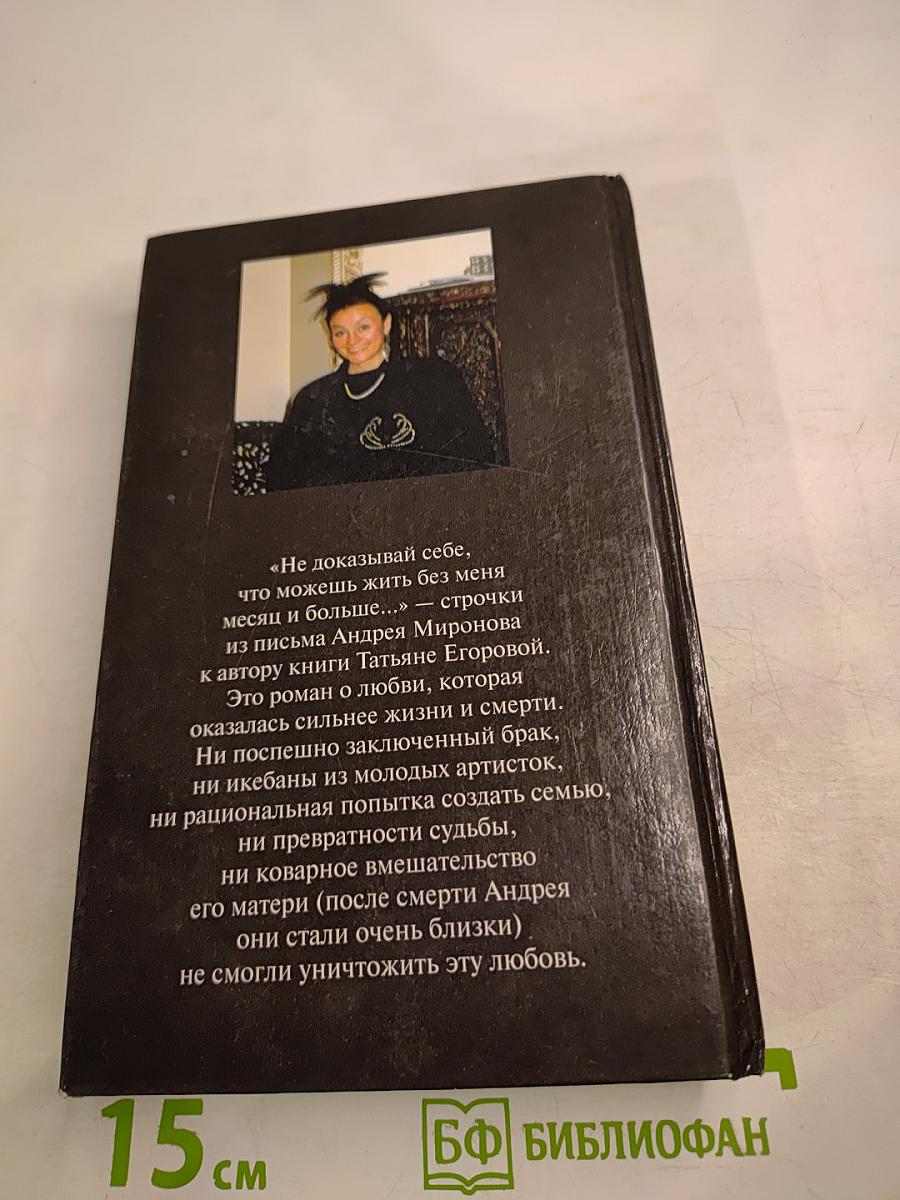 «Не доказывай себе,
что можешь жить без меня
месяц и больше...» — строчки
из письма Андрея Миронова
к автору книги Татьяне Егоровой.
Это роман о любви, которая
оказалась сильнее жизни и смерти.
Ни поспешно заключенный брак,
ни икебаны из молодых артисток,
ни рациональная попытка создать семью,
ни превратности судьбы,
ни коварное вмешательство
его матери (после смерти Андрея
они стали очень близки)
не смогли уничтожить эту любовь.
15 см
БФ БИБЛИОФАН